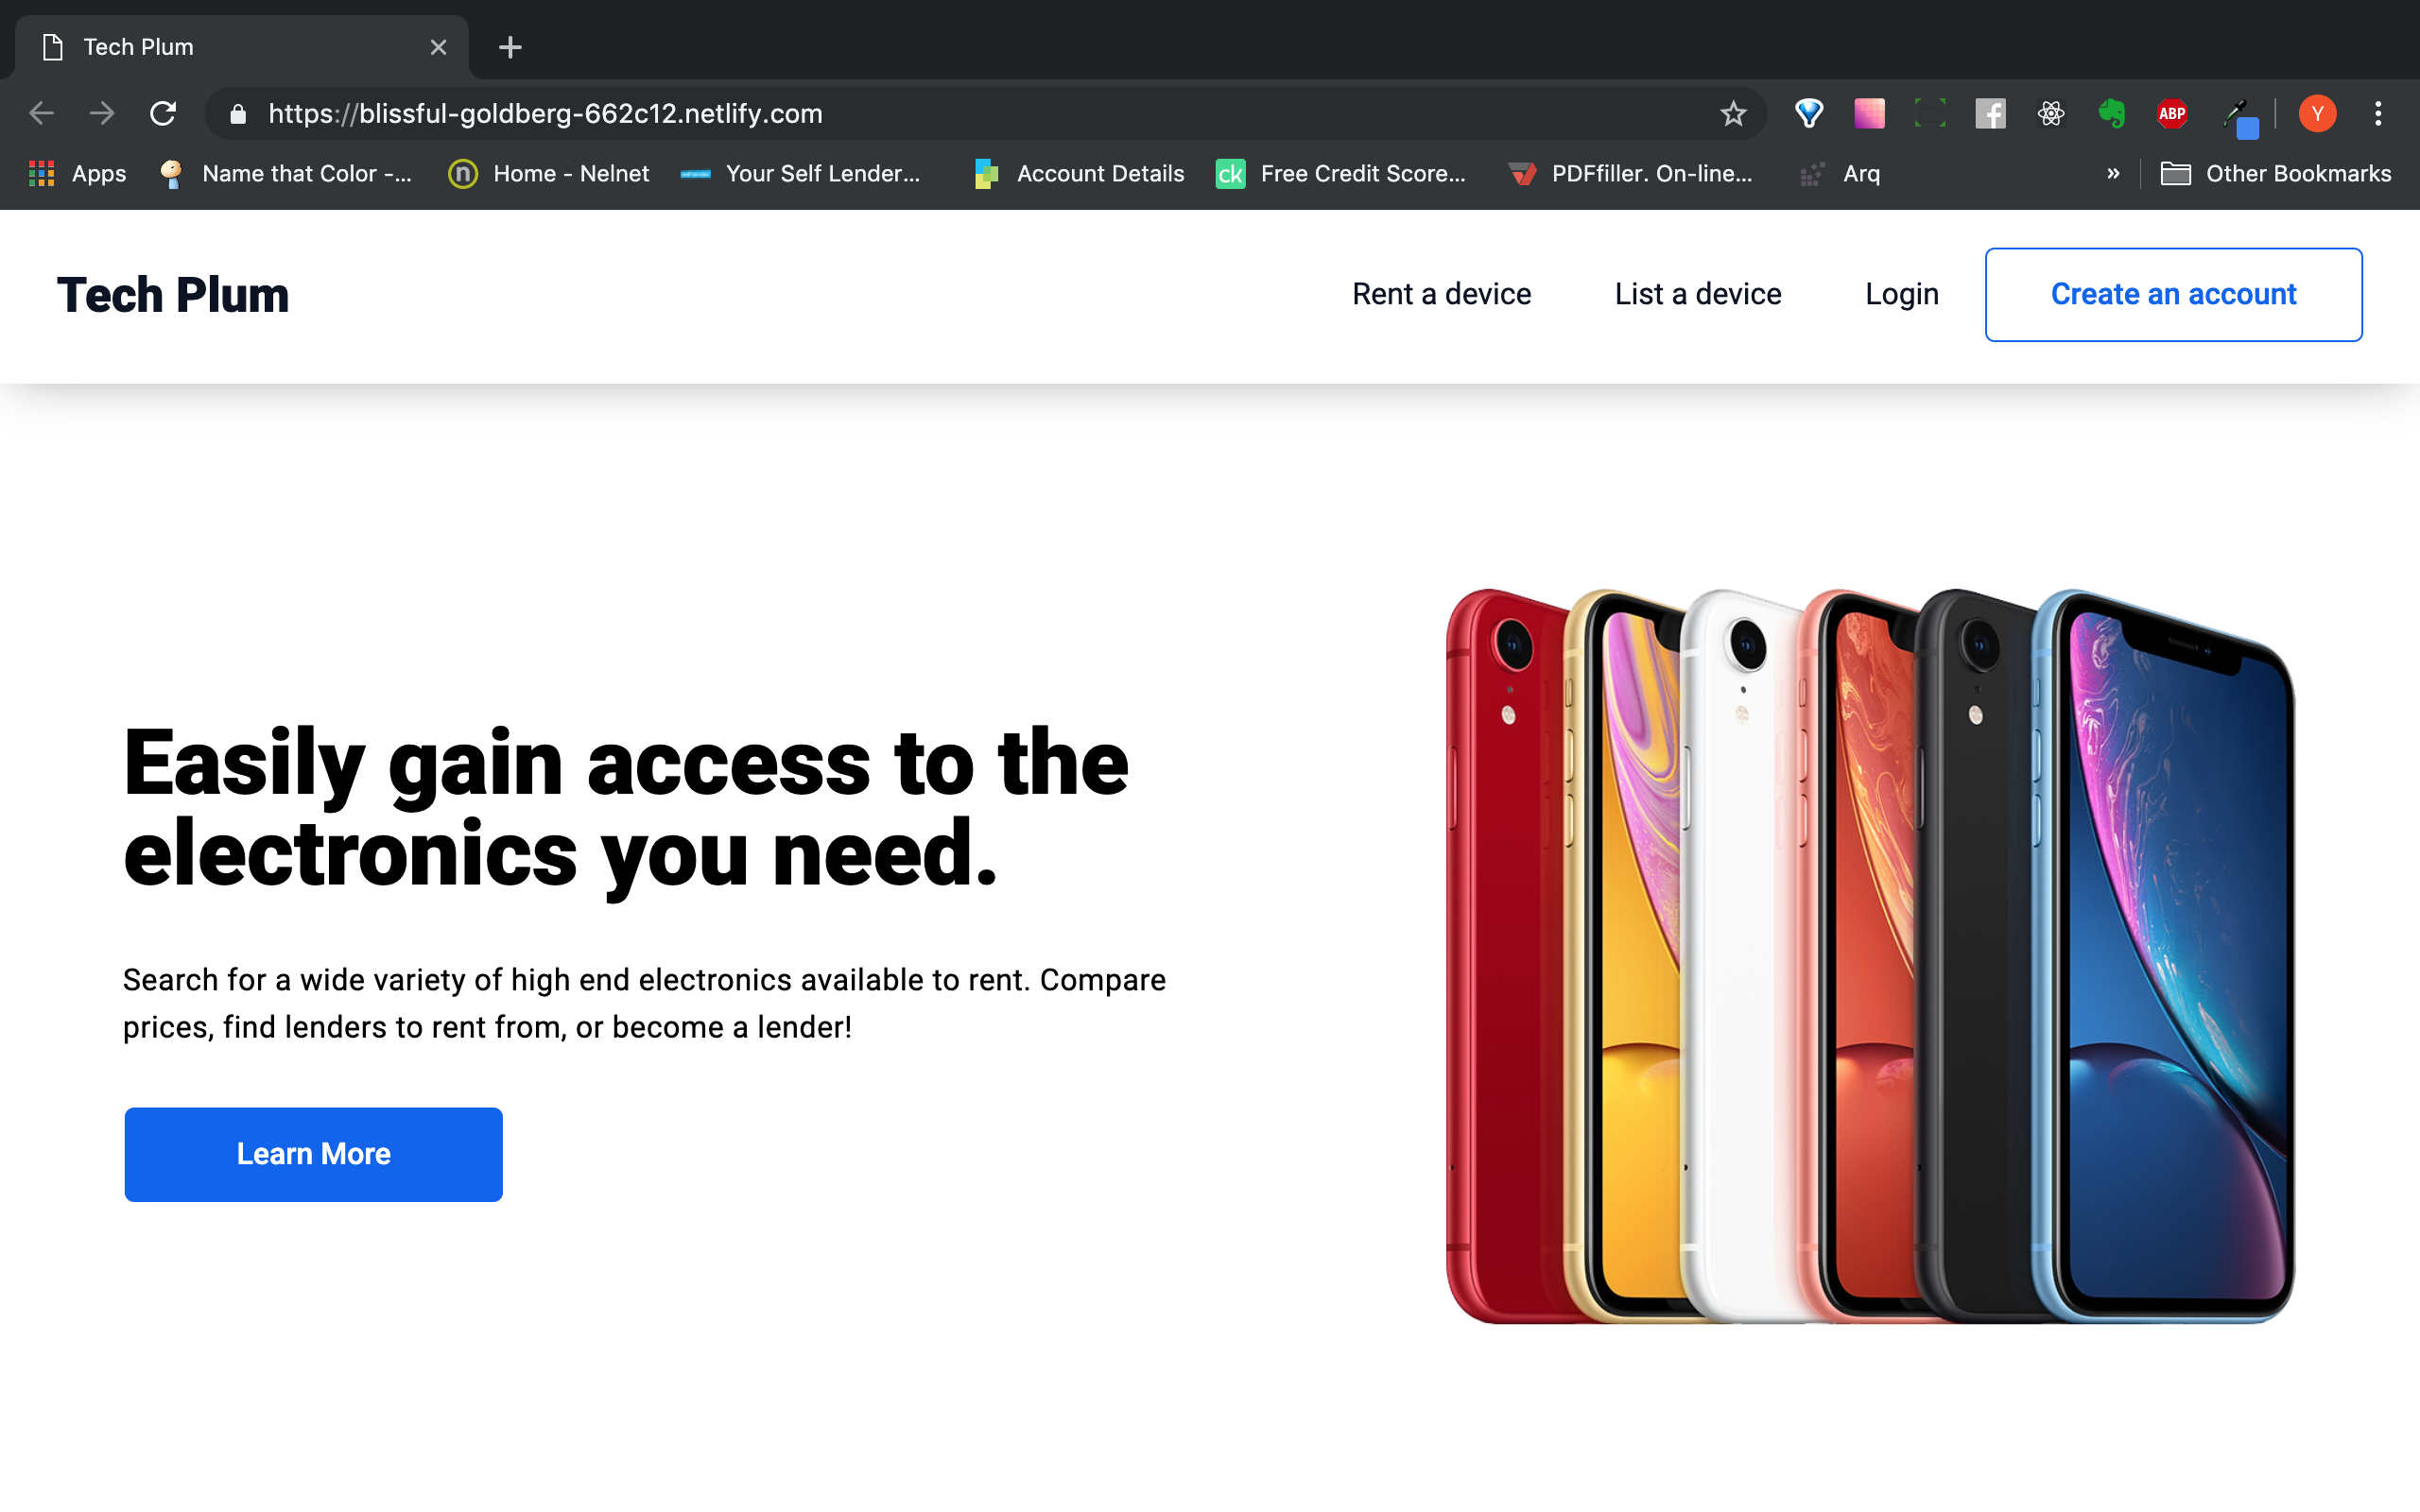 Tech Plum
https://blissful-goldberg-662c12.netlify.com
ABP
Y
Apps
Name that Color -...
n
Home - Nelnet
Your Self Lender...
Account Details
ck
Free Credit Score...
PDFfiller. On-line...
Arq
»
Other Bookmarks
Tech Plum
Rent a device
List a device
Login
Create an account
Easily gain access to the
electronics you need.
Search for a wide variety of high end electronics available to rent. Compare
prices, find lenders to rent from, or become a lender!
Learn More